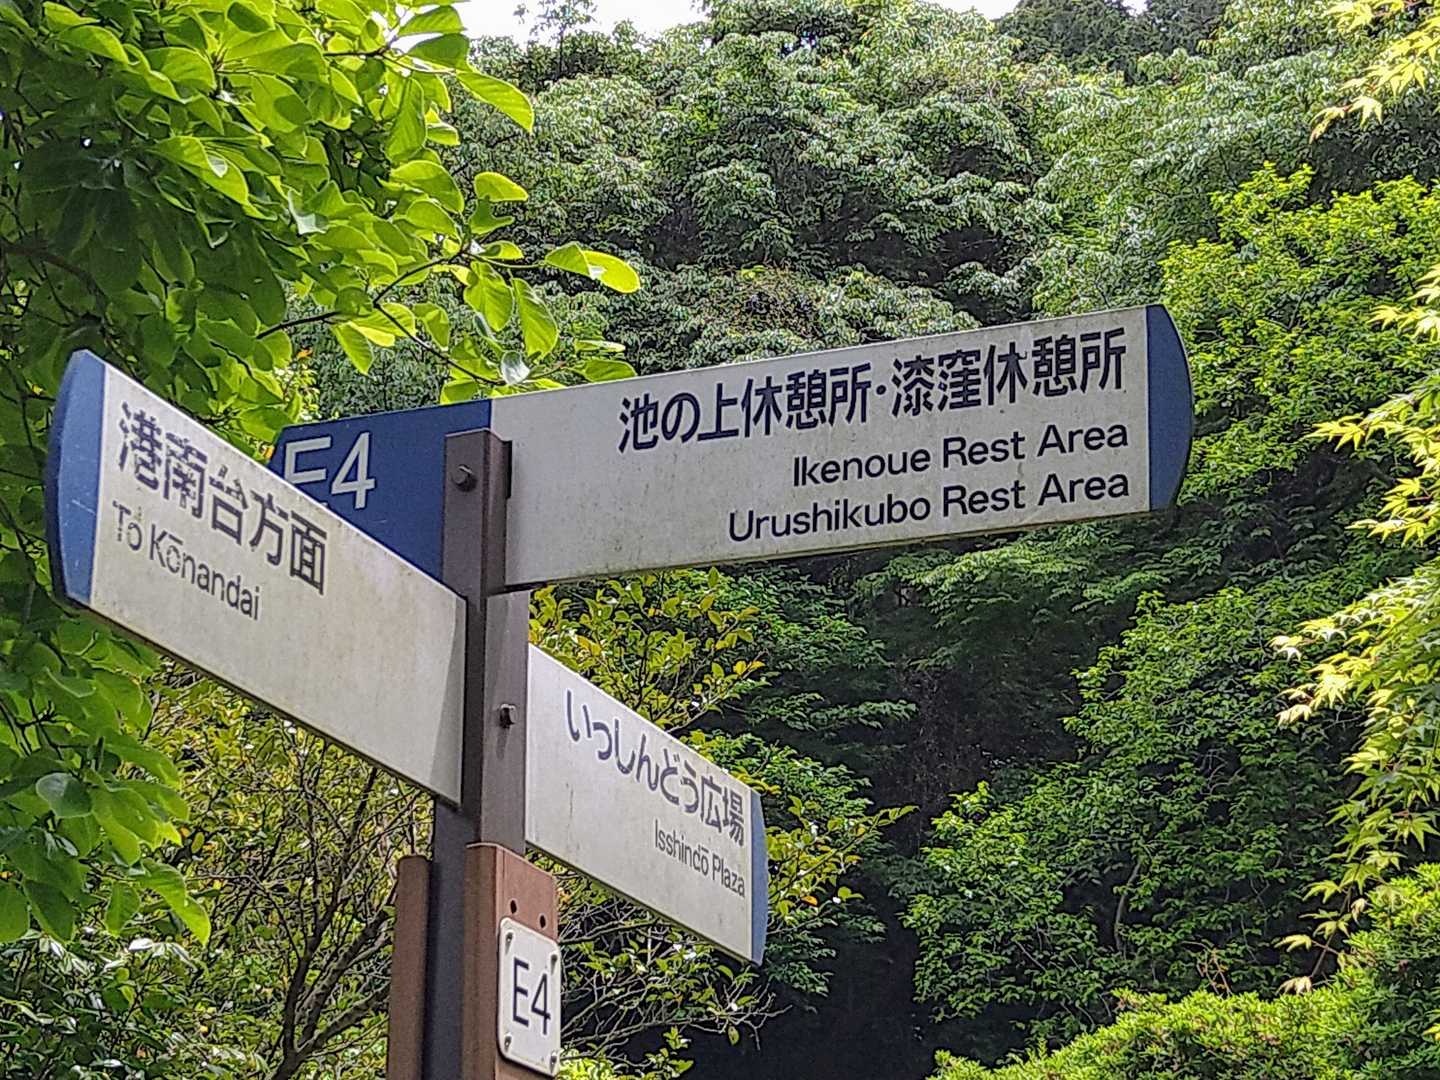 港南台方面
To Kōnandai
E4
池の上休憩所・漆窪休憩所
Ikenoue Rest Area
Urushikubo Rest Area
いっしんどう広場
Isshindō Plaza
E4